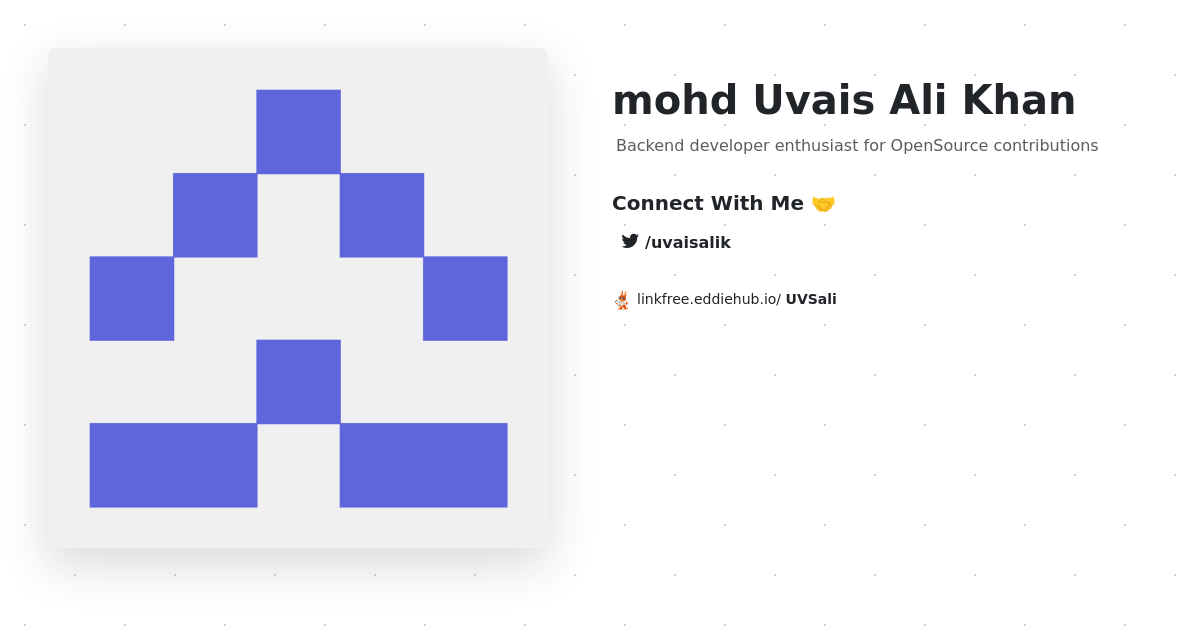 mohd Uvais Ali Khan
Backend developer enthusiast for OpenSource contributions
Connect With Me 🤝
/uvaisalik
linkfree.eddiehub.io/ UVSali